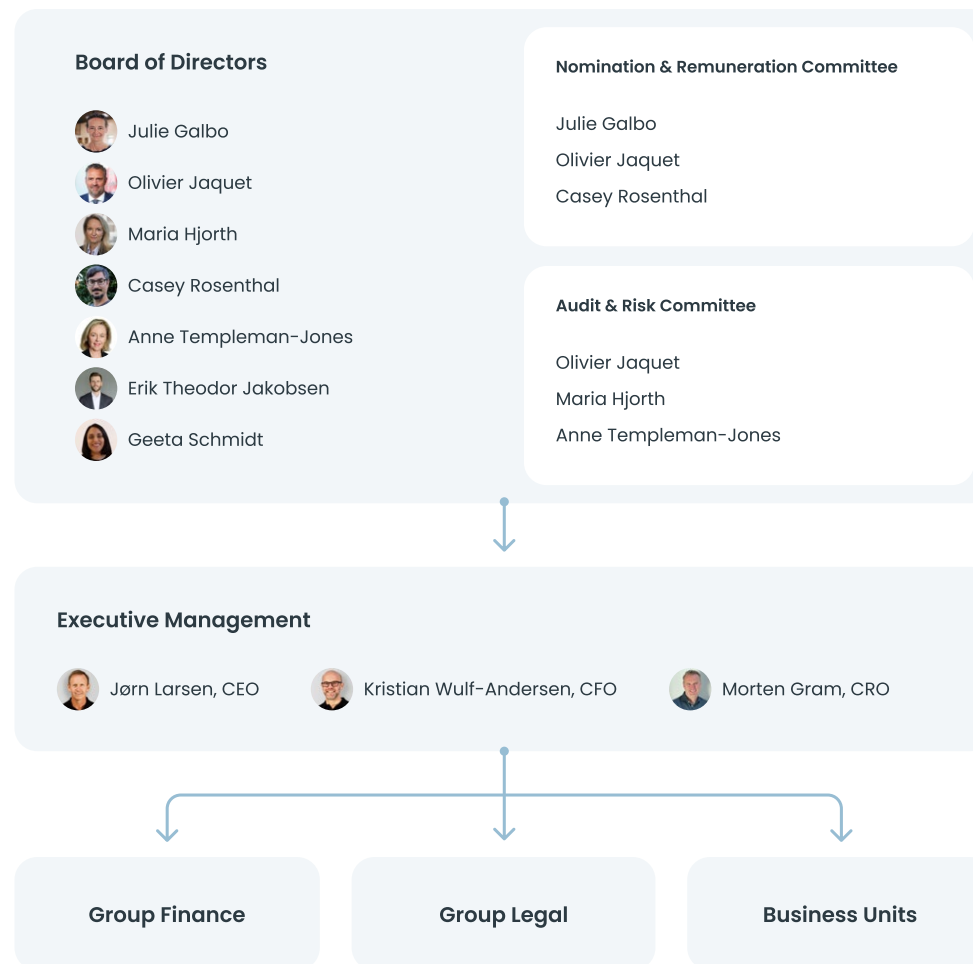 Board of Directors
Julie Galbo
Olivier Jaquet
Maria Hjorth
Casey Rosenthal
Anne Templeman-Jones
Erik Theodor Jakobsen
Geeta Schmidt
Nomination & Remuneration Committee
Julie Galbo
Olivier Jaquet
Casey Rosenthal
Audit & Risk Committee
Olivier Jaquet
Maria Hjorth
Anne Templeman-Jones
Executive Management
Jørn Larsen, CEO
Kristian Wulf-Andersen, CFO
Morten Gram, CRO
Group Finance
Group Legal
Business Units